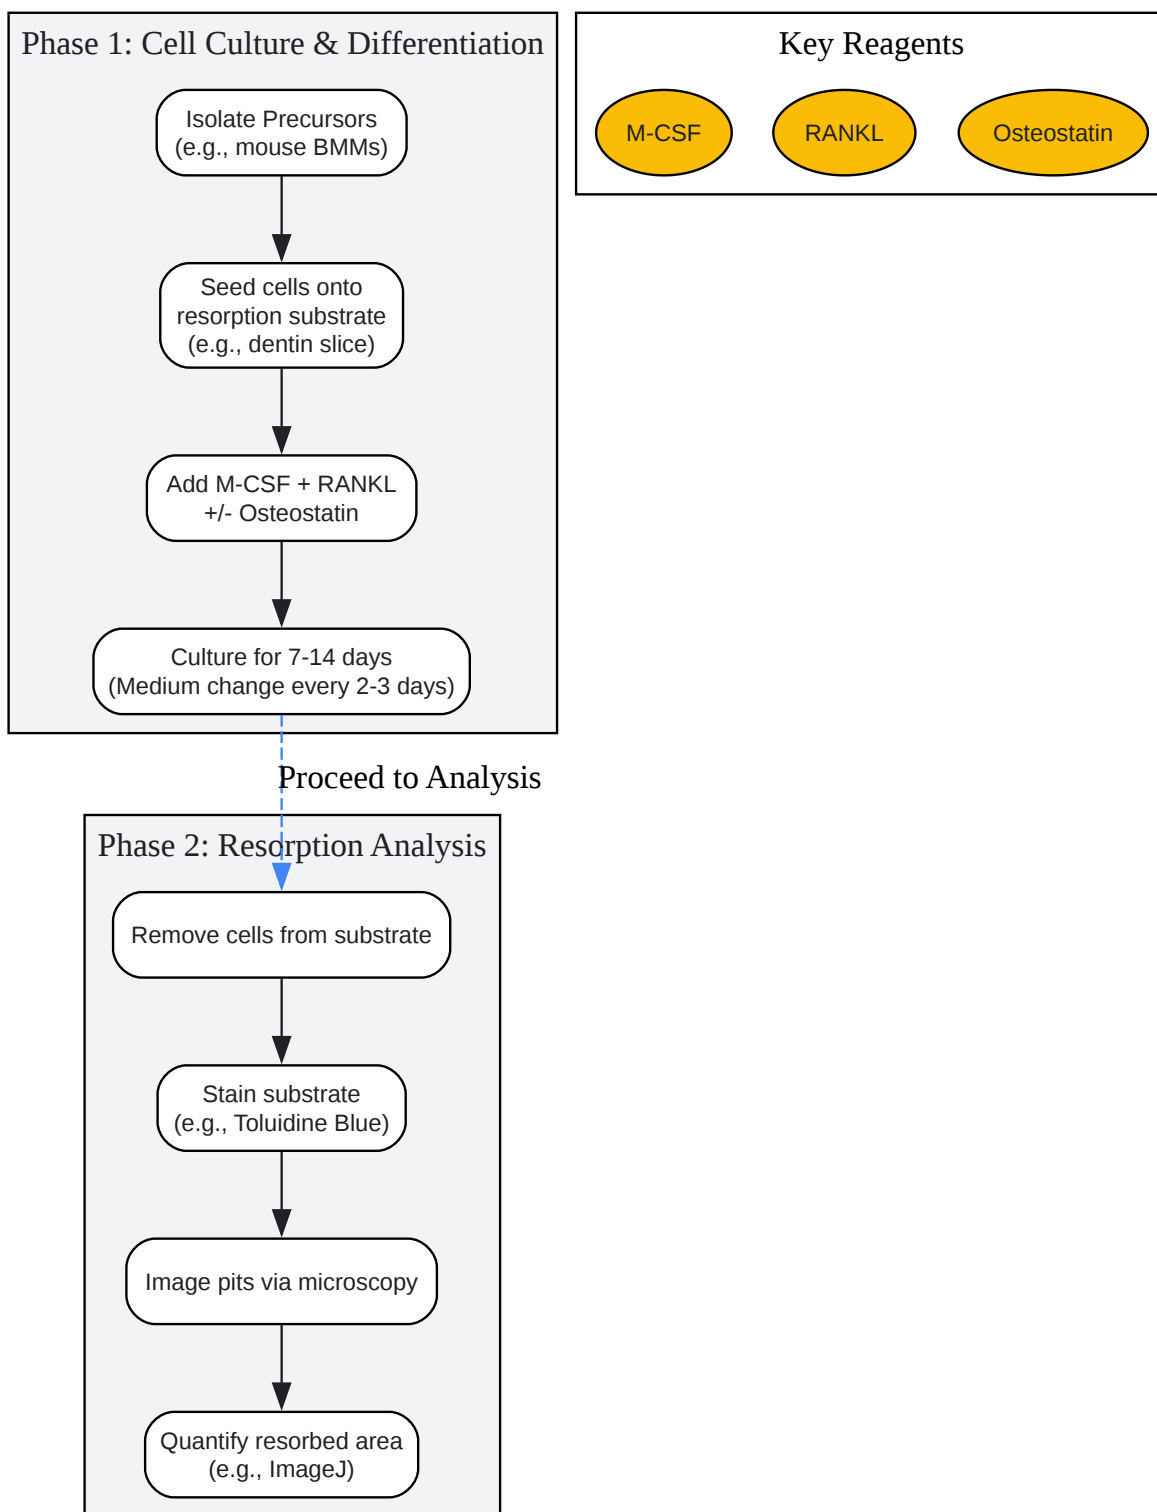 Phase 1: Cell Culture & Differentiation
Isolate Precursors
(e.g., mouse BMMs)
Seed cells onto
resorption substrate
(e.g., dentin slice)
Add M-CSF + RANKL
+/- Osteostatin
Culture for 7-14 days
(Medium change every 2-3 days)
Proceed to Analysis
Phase 2: Resorption Analysis
Remove cells from substrate
Stain substrate
(e.g., Toluidine Blue)
Image pits via microscopy
Quantify resorbed area
(e.g., ImageJ)
Key Reagents
M-CSF
RANKL
Osteostatin